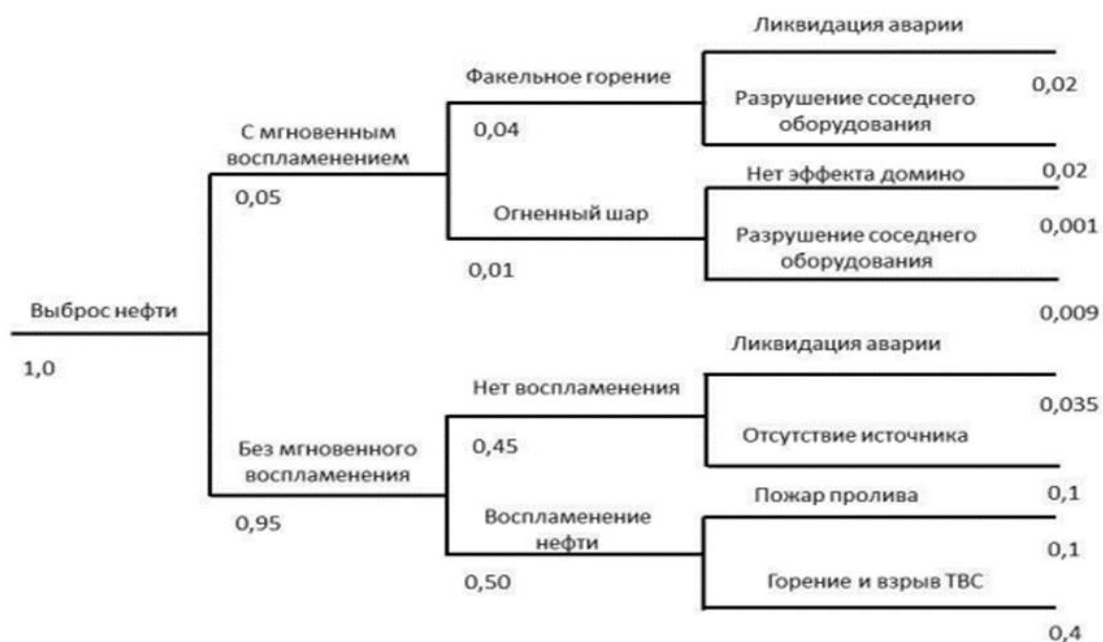 Ликвидация аварии
Факельное горение
0,02
Разрушение соседнего
оборудования
0,04
С мгновенным
воспламенением
Нет эффекта домино
0,02
0,05
Огненный шар
0,001
Разрушение соседнего
оборудования
0,01
Выброс нефти
0,009
1,0
Ликвидация аварии
Нет воспламенения
0,035
Без мгновенного
воспламенения
0,45
Отсутствие источника
Пожар пролива
0,1
0,95
Воспламенение
нефти
0,1
0,50
Горение и взрыв ТВС
0,4